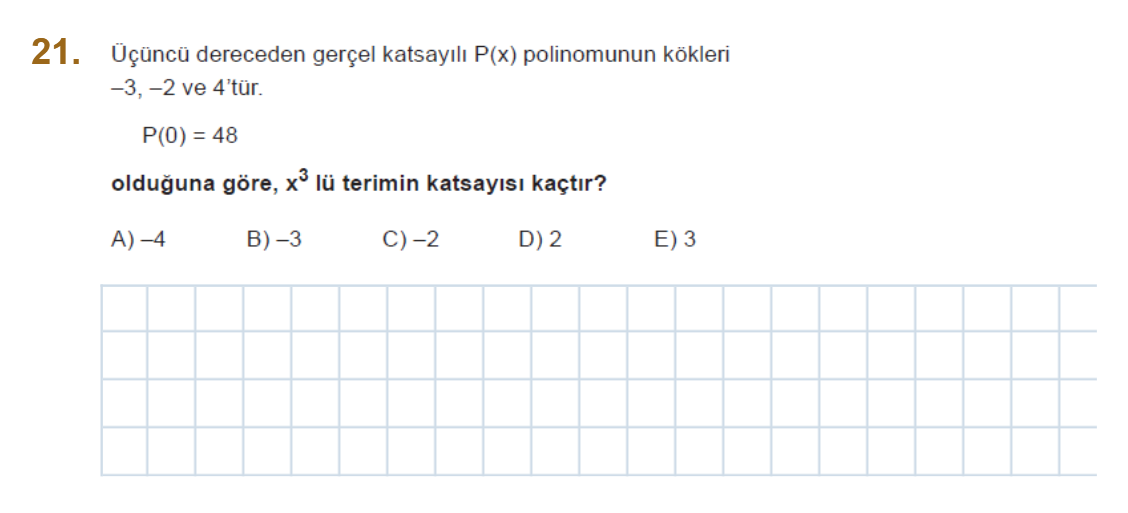 21. Üçüncü dereceden gerçel katsayılı P(x) polinomunun kökleri
–3, –2 ve 4'tür.
P(0) = 48
olduğuna göre, x³ lü terimin katsayısı kaçtır?
A) –4 B) –3 C) –2 D) 2 E) 3